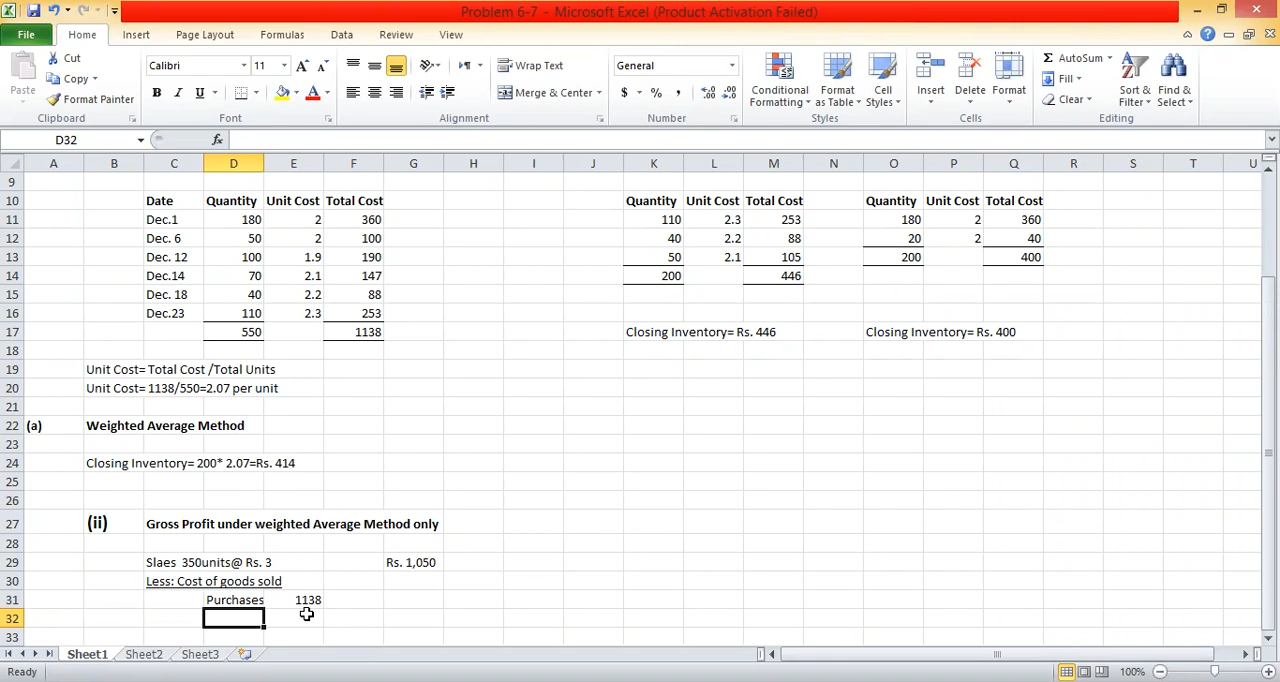 Problem 6-7 - Microsoft Excel (Product Activation Failed)
File Home Insert Page Layout Formulas Data Review View
Paste
Cut
Copy
Format Painter
Clipboard
Calibri 11
B I U
Font
Wrap Text
Merge & Center
Alignment
General
$ % ,
Number
Conditional Formatting
Format as Table
Cell Styles
Styles
Insert Delete Format
Cells
Σ AutoSum
Fill
Clear
Sort & Filter
Find & Select
Editing
D32 fx
A B C D E F G H I J K L M N O P Q R S T U
9
10 Date Quantity Unit Cost Total Cost Quantity Unit Cost Total Cost Quantity Unit Cost Total Cost
11 Dec.1 180 2 360 110 2.3 253 180 2 360
12 Dec. 6 50 2 100 40 2.2 88 20 2 40
13 Dec. 12 100 1.9 190 50 2.1 105 200 400
14 Dec.14 70 2.1 147 200 446
15 Dec. 18 40 2.2 88
16 Dec.23 110 2.3 253
17 550 1138 Closing Inventory= Rs. 446 Closing Inventory= Rs. 400
18
19 Unit Cost= Total Cost /Total Units
20 Unit Cost= 1138/550=2.07 per unit
21
22 (a) Weighted Average Method
23
24 Closing Inventory= 200* 2.07=Rs. 414
25
26
27 (ii) Gross Profit under weighted Average Method only
28
29 Slaes 350units@ Rs. 3 Rs. 1,050
30 Less: Cost of goods sold
31 Purchases 1138
32
33
Sheet1 Sheet2 Sheet3
Ready 100%